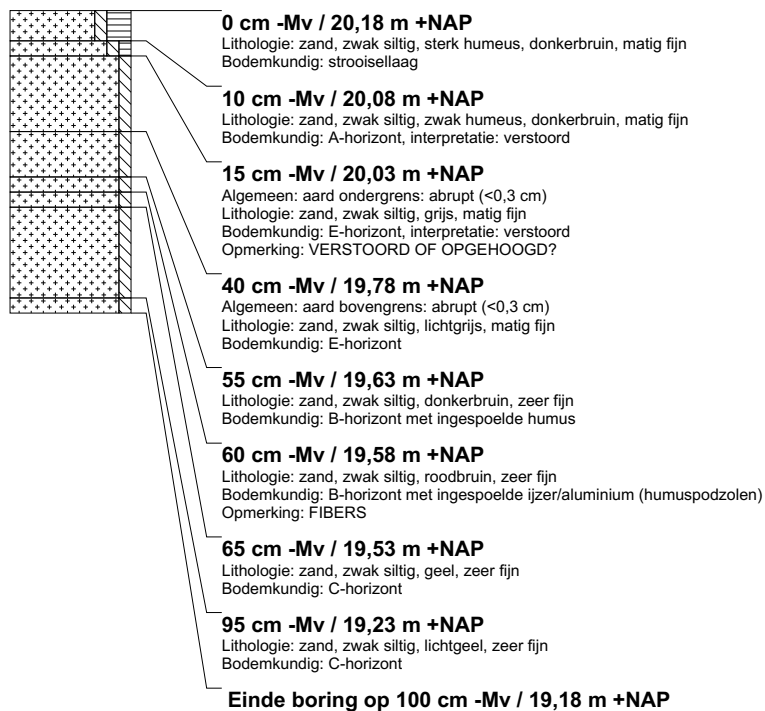 0 cm -Mv / 20,18 m +NAP
Lithologie: zand, zwak siltig, sterk humeus, donkerbruin, matig fijn
Bodemkundig: strooisellaag
10 cm -Mv / 20,08 m +NAP
Lithologie: zand, zwak siltig, zwak humeus, donkerbruin, matig fijn
Bodemkundig: A-horizont, interpretatie: verstoord
15 cm -Mv / 20,03 m +NAP
Algemeen: aard ondergrens: abrupt (<0,3 cm)
Lithologie: zand, zwak siltig, grijs, matig fijn
Bodemkundig: E-horizont, interpretatie: verstoord
Opmerking: VERSTOORD OF OPGEHOOGD?
40 cm -Mv / 19,78 m +NAP
Algemeen: aard bovengrens: abrupt (<0,3 cm)
Lithologie: zand, zwak siltig, lichtgrijs, matig fijn
Bodemkundig: E-horizont
55 cm -Mv / 19,63 m +NAP
Lithologie: zand, zwak siltig, donkerbruin, zeer fijn
Bodemkundig: B-horizont met ingespoelde humus
60 cm -Mv / 19,58 m +NAP
Lithologie: zand, zwak siltig, roodbruin, zeer fijn
Bodemkundig: B-horizont met ingespoelde ijzer/aluminium (humuspodzolen)
Opmerking: FIBERS
65 cm -Mv / 19,53 m +NAP
Lithologie: zand, zwak siltig, geel, zeer fijn
Bodemkundig: C-horizont
95 cm -Mv / 19,23 m +NAP
Lithologie: zand, zwak siltig, lichtgeel, zeer fijn
Bodemkundig: C-horizont
Einde boring op 100 cm -Mv / 19,18 m +NAP